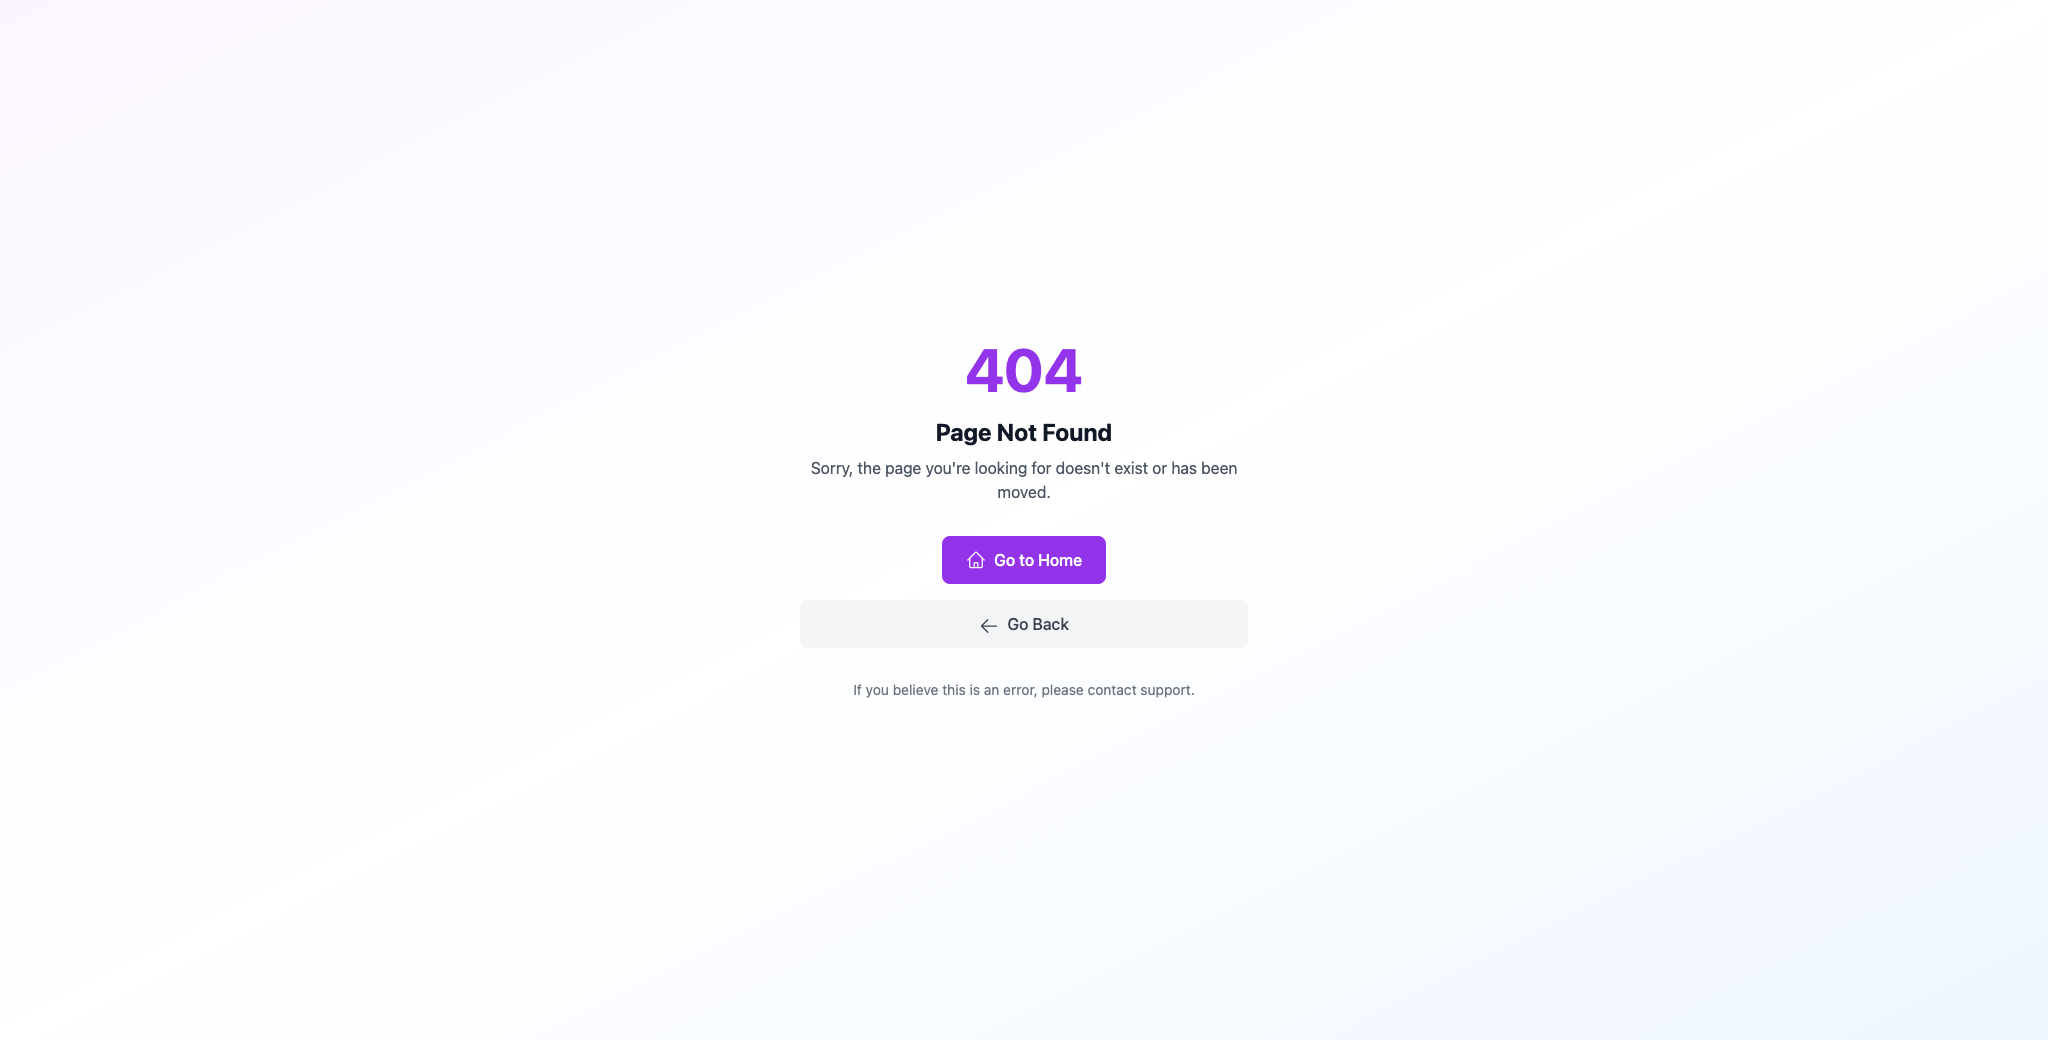 404
Page Not Found
Sorry, the page you're looking for doesn't exist or has been
moved.
Go to Home
Go Back
If you believe this is an error, please contact support.